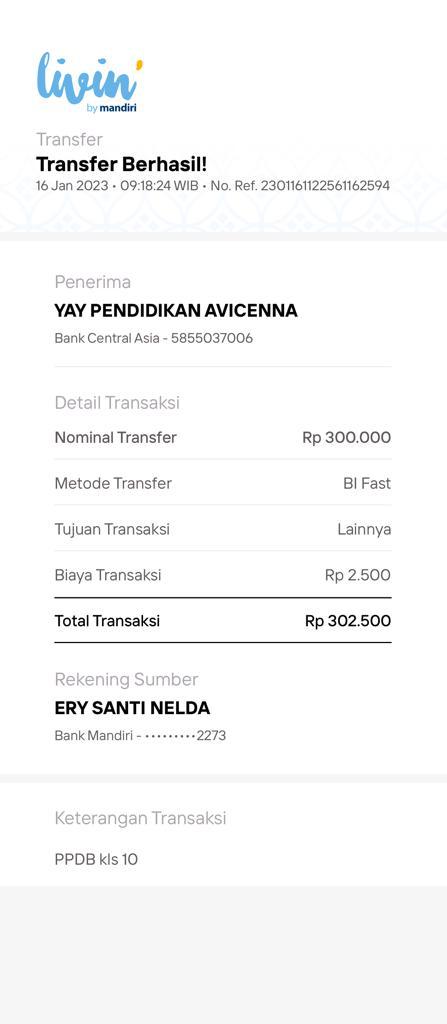 livin'
by mandiri
Transfer
Transfer Berhasil!
16 Jan 2023 • 09:18:24 WIB • No. Ref. 2301161122561162594
Penerima
YAY PENDIDIKAN AVICENNA
Bank Central Asia - 5855037006
Detail Transaksi
Nominal Transfer Rp 300.000
Metode Transfer BI Fast
Tujuan Transaksi Lainnya
Biaya Transaksi Rp 2.500
Total Transaksi Rp 302.500
Rekening Sumber
ERY SANTI NELDA
Bank Mandiri - •••••••••2273
Keterangan Transaksi
PPDB kls 10